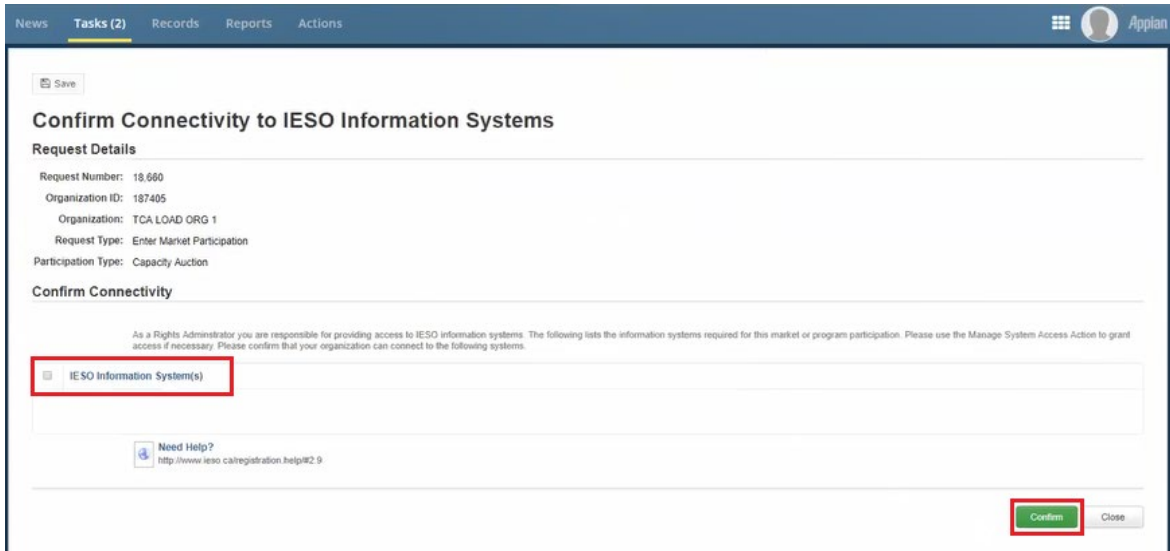 News Tasks (2) Records Reports Actions Appian
Save
Confirm Connectivity to IESO Information Systems
Request Details
Request Number: 18,660
Organization ID: 187405
Organization: TCA LOAD ORG 1
Request Type: Enter Market Participation
Participation Type: Capacity Auction
Confirm Connectivity
As a Rights Adminstrator you are responsible for providing access to IESO information systems. The following lists the information systems required for this market or program participation. Please use the Manage System Access Action to grant
access if necessary. Please confirm that your organization can connect to the following systems.
IESO Information System(s)
Need Help?
http://www.ieso.ca/registration.help/#2.9
Confirm Close